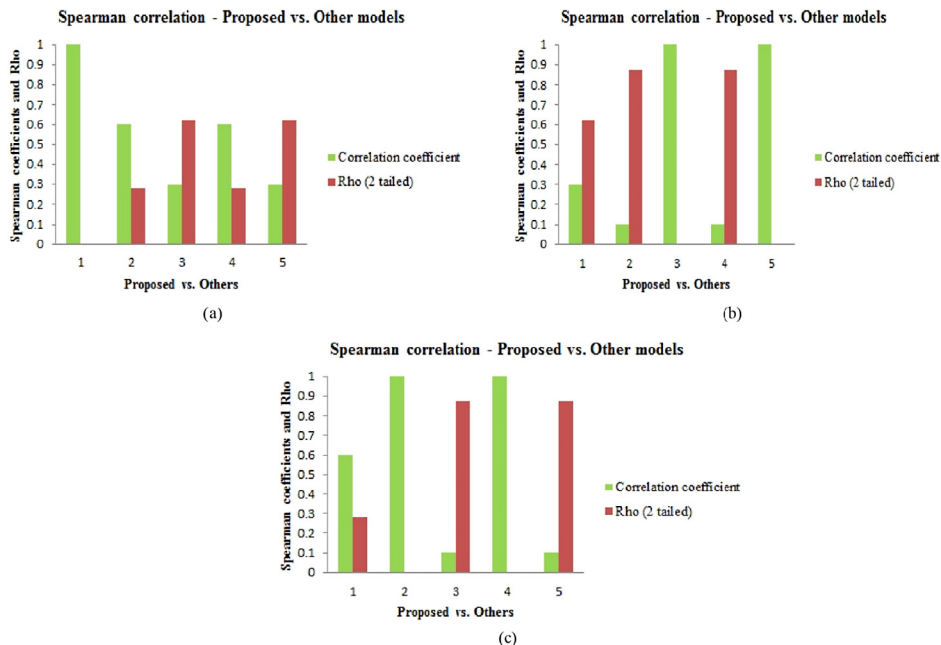 Spearman correlation - Proposed vs. Other models
Spearman coefficients and Rho
1
0.9
0.8
0.7
0.6
0.5
0.4
0.3
0.2
0.1
0
1 2 3 4 5
Proposed vs. Others
Correlation coefficient
Rho (2 tailed)
(a)
Spearman correlation - Proposed vs. Other models
Spearman coefficients and Rho
1
0.9
0.8
0.7
0.6
0.5
0.4
0.3
0.2
0.1
0
1 2 3 4 5
Proposed vs. Others
Correlation coefficient
Rho (2 tailed)
(b)
Spearman correlation - Proposed vs. Other models
Spearman coefficients and Rho
1
0.9
0.8
0.7
0.6
0.5
0.4
0.3
0.2
0.1
0
1 2 3 4 5
Proposed vs. Others
Correlation coefficient
Rho (2 tailed)
(c)